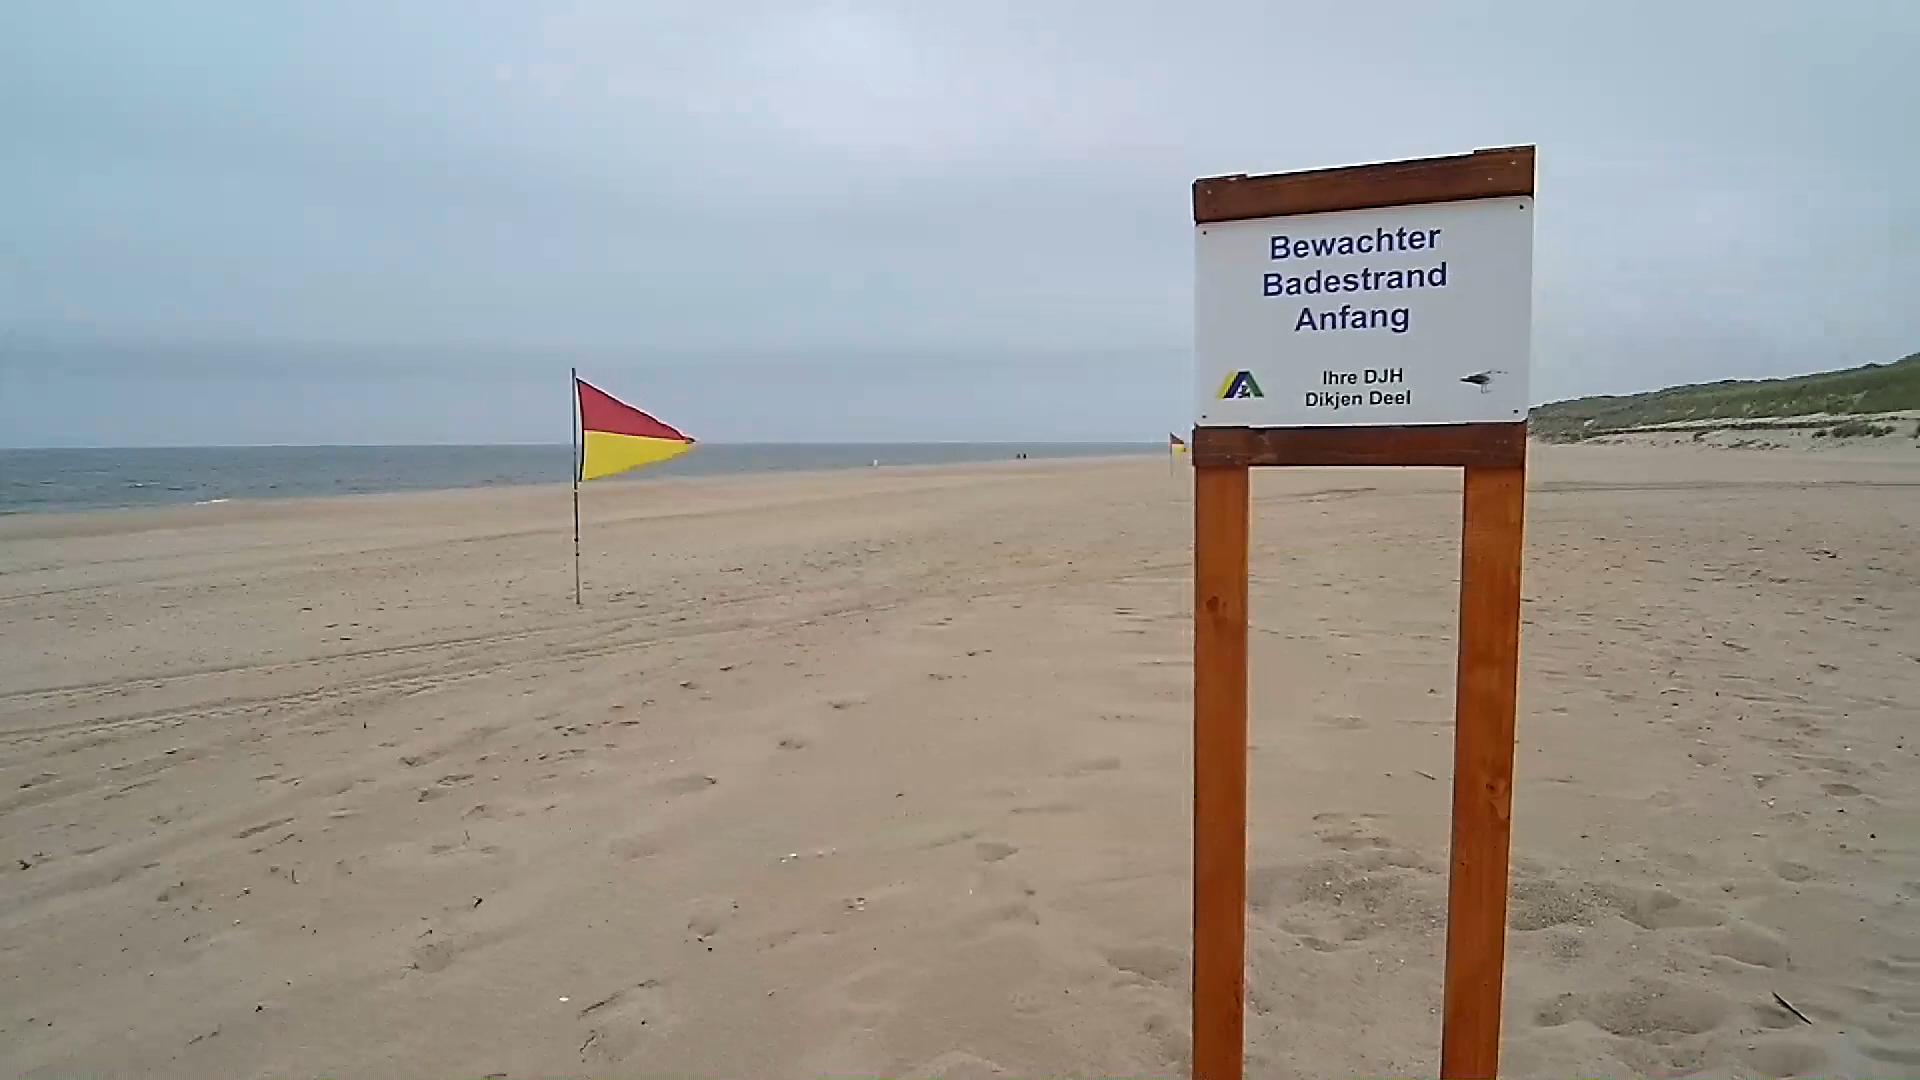 Bewachter
Badestrand
Anfang
Ihre DJH
Dikjen Deel